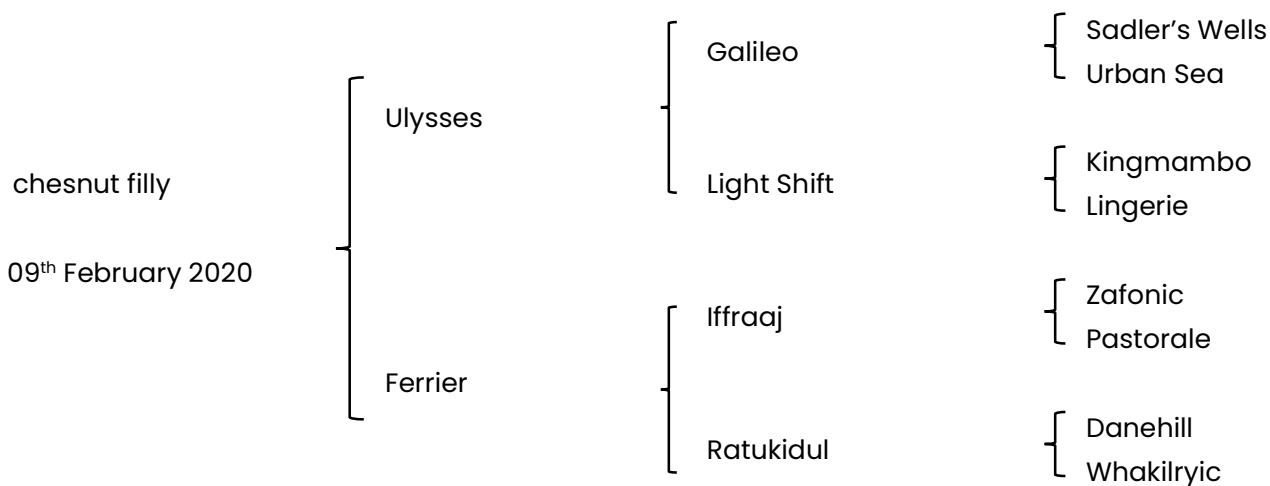 chesnut filly
09th February 2020
Ulysses
Ferrier
Galileo
Light Shift
Iffraaj
Ratukidul
Sadler’s Wells
Urban Sea
Kingmambo
Lingerie
Zafonic
Pastorale
Danehill
Whakilryic